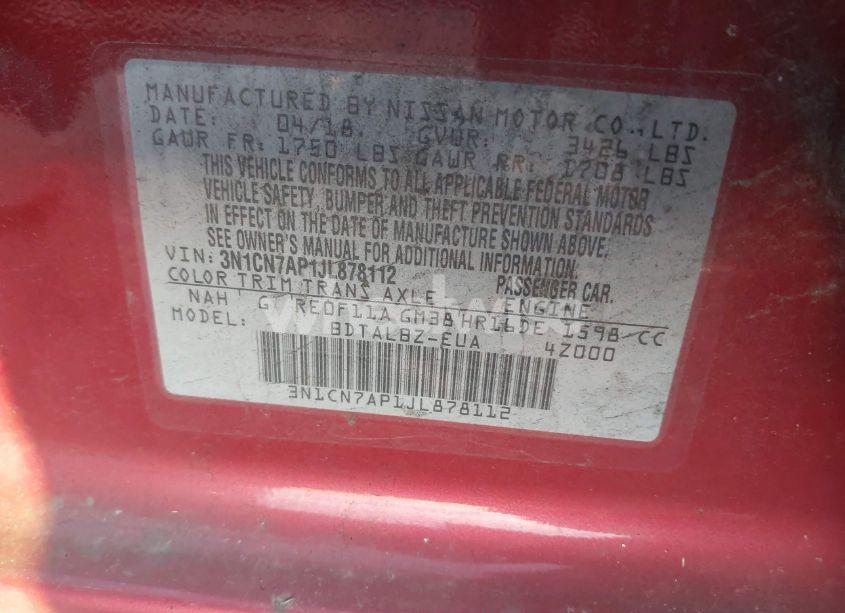 MANUFACTURED BY NISSAN MOTOR CO., LTD.
DATE: 04/18 GVWR: 3426 LBS
GAWR FR: 1750 LBS GAWR RR: 1708 LBS
THIS VEHICLE CONFORMS TO ALL APPLICABLE FEDERAL MOTOR
VEHICLE SAFETY, BUMPER AND THEFT PREVENTION STANDARDS
IN EFFECT ON THE DATE OF MANUFACTURE SHOWN ABOVE.
SEE OWNER'S MANUAL FOR ADDITIONAL INFORMATION.
VIN: 3N1CN7AP1JL878112 PASSENGER CAR.
COLOR TRIM TRANS AXLE ENGINE
NAH G RE0F11A GM38 HR16DE 1598 CC
MODEL: BDTALBZ-EUA 4Z000
3N1CN7AP1JL878112